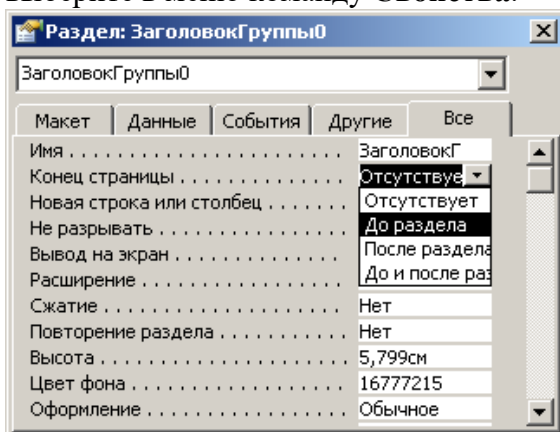 Раздел: ЗаголовокГруппы0
ЗаголовокГруппы0
Макет Данные События Другие Все
Имя ЗаголовокГ
Конец страницы Отсутствуе
Новая строка или столбец Отсутствует
Не разрывать До раздела
Вывод на экран После раздела
Расширение До и после раз
Сжатие Нет
Повторение раздела Нет
Высота 5,799см
Цвет фона 16777215
Оформление Обычное